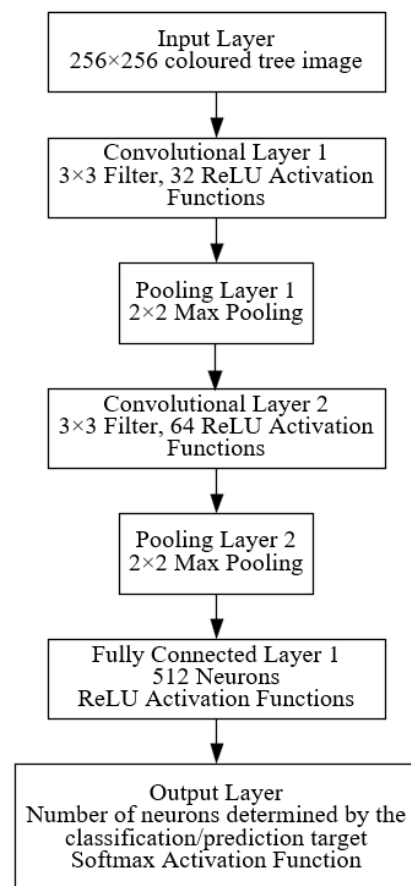 Input Layer
256×256 coloured tree image
Convolutional Layer 1
3×3 Filter, 32 ReLU Activation
Functions
Pooling Layer 1
2×2 Max Pooling
Convolutional Layer 2
3×3 Filter, 64 ReLU Activation
Functions
Pooling Layer 2
2×2 Max Pooling
Fully Connected Layer 1
512 Neurons
ReLU Activation Functions
Output Layer
Number of neurons determined by the
classification/prediction target
Softmax Activation Function